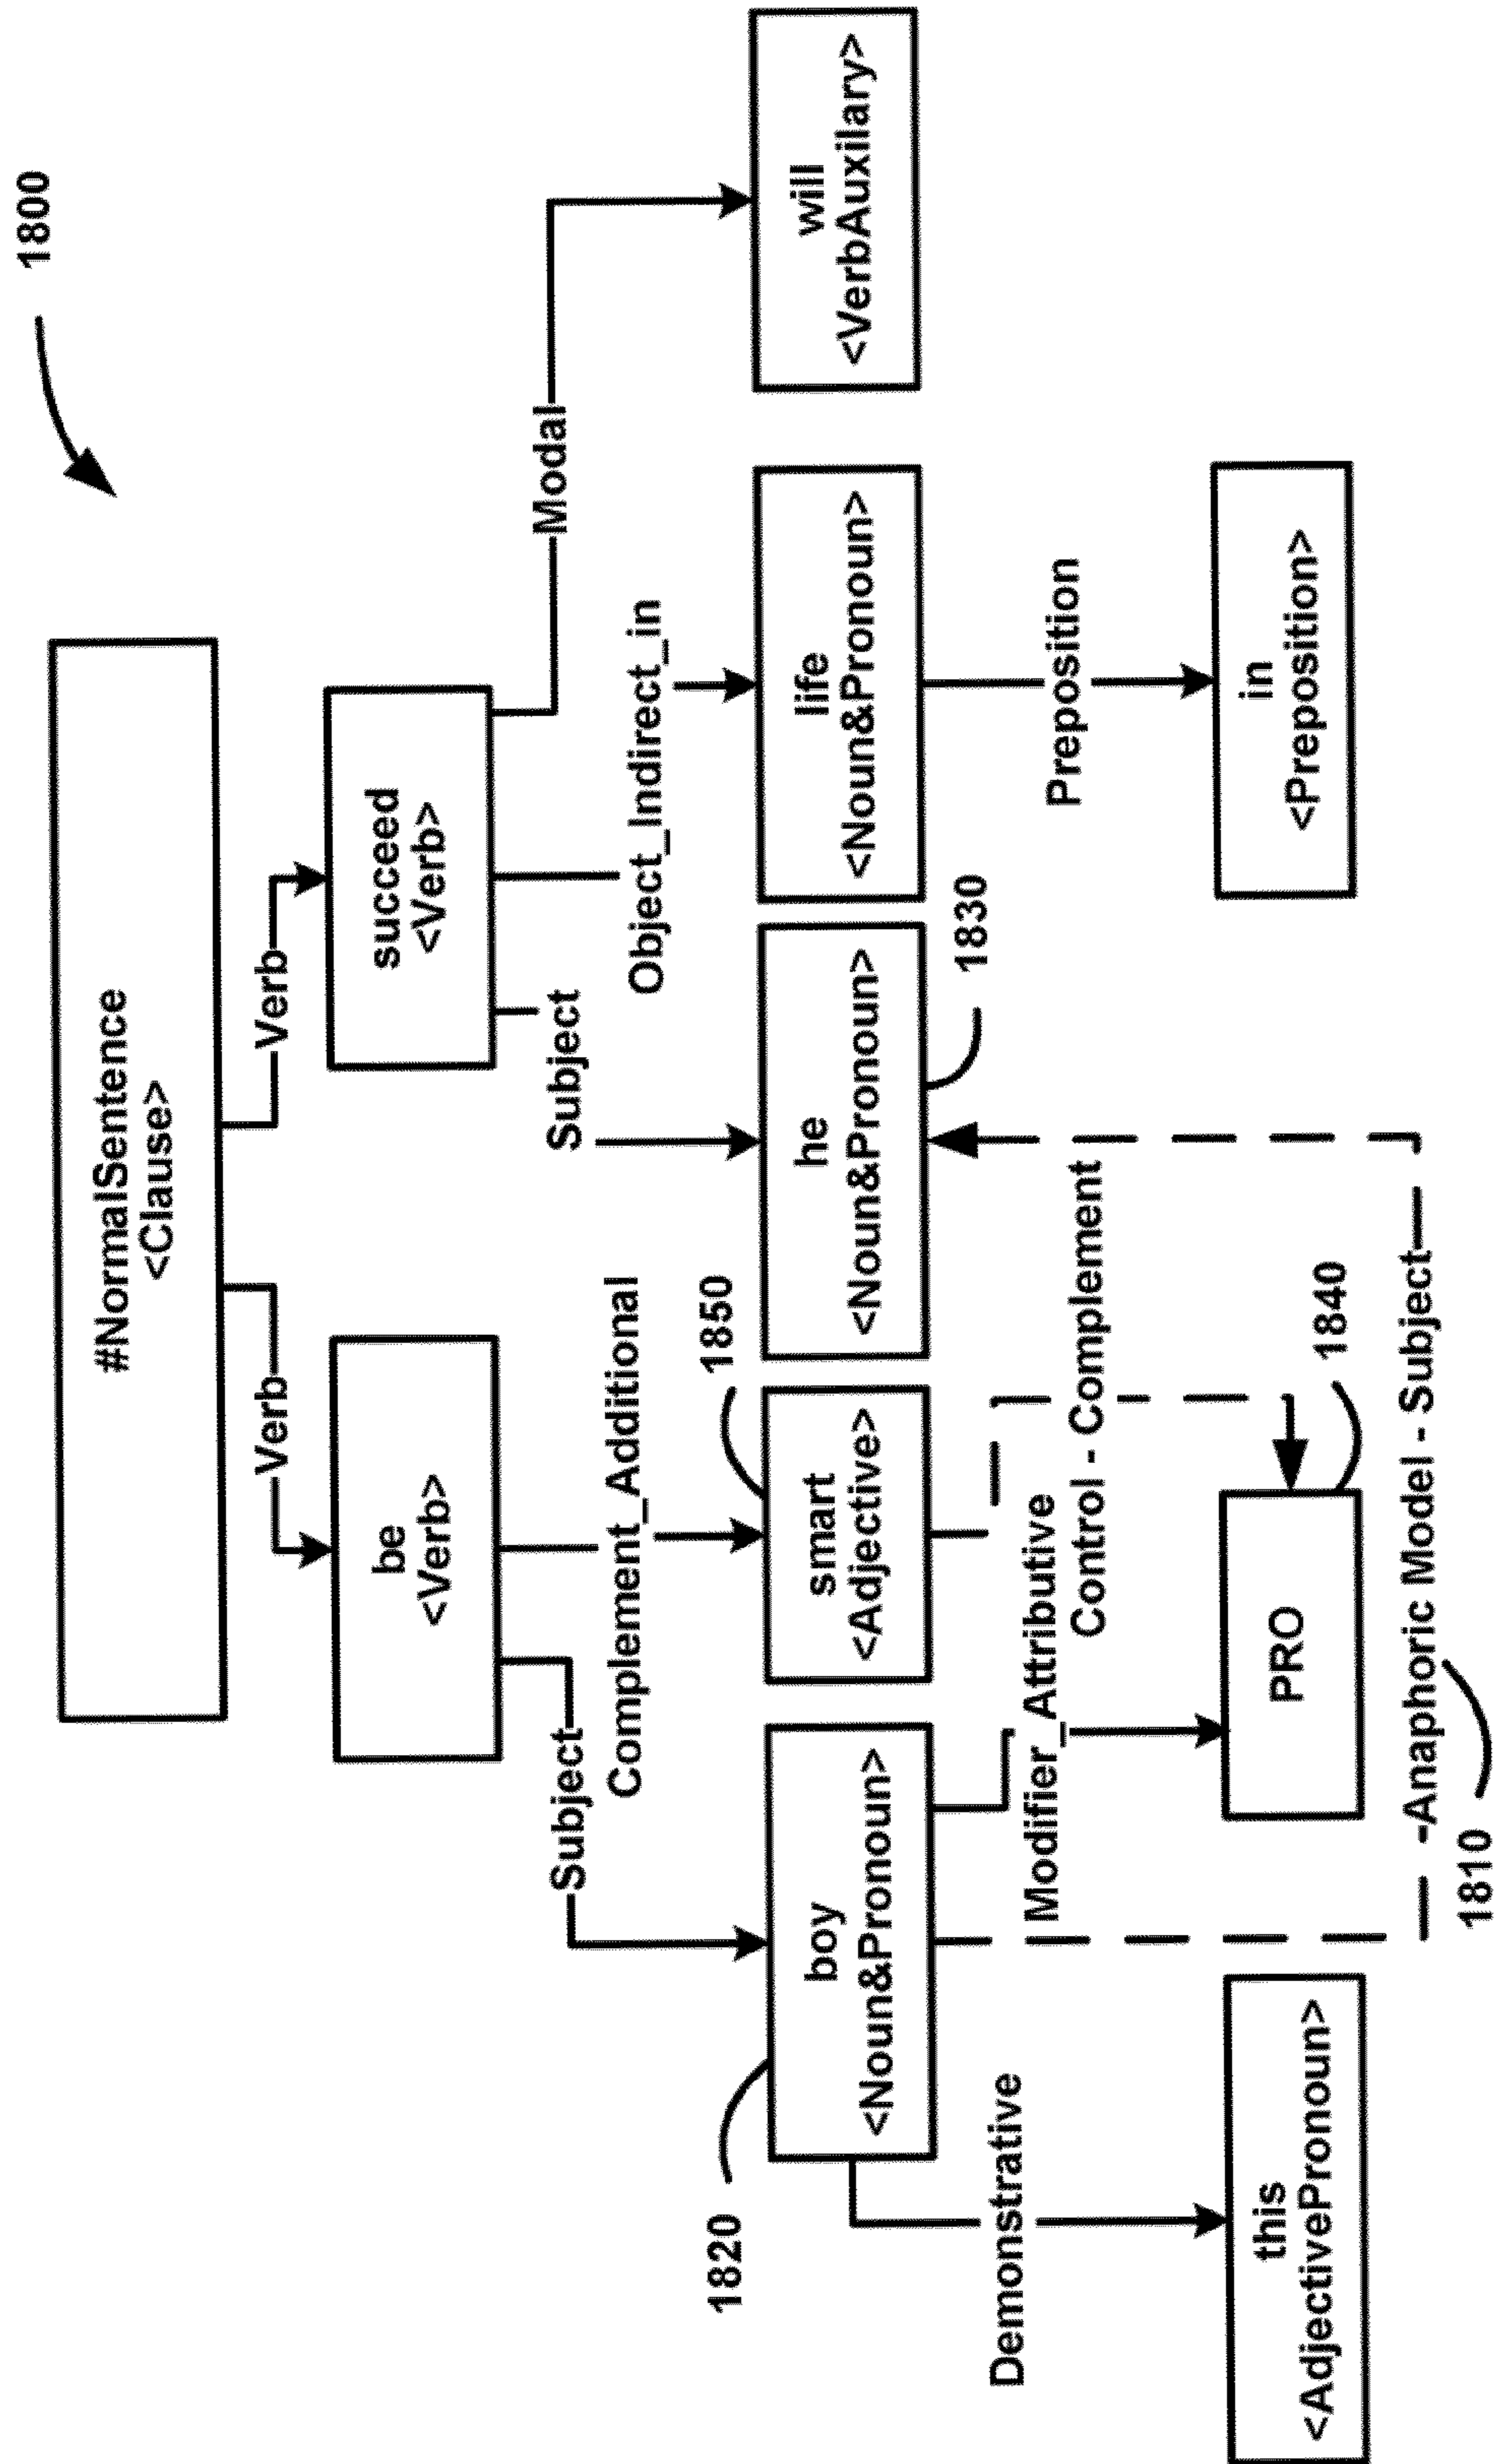 1800
#NormalSentence
<Clause>
Verb
Verb
be
<Verb>
succeed
<Verb>
Subject
Complement_Additional
Subject
Object_Indirect_in
Modal
1820
1850
boy
<Noun&Pronoun>
smart
<Adjective>
he
<Noun&Pronoun>
life
<Noun&Pronoun>
will
<VerbAuxilary>
1830
Demonstrative
Modifier_Attributive
Control - Complement
Preposition
this
<AdjectivePronoun>
PRO
1840
in
<Preposition>
Anaphoric Model - Subject
1810